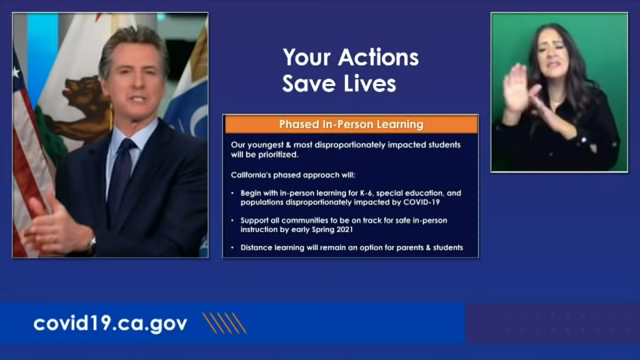 Your Actions
Save Lives
Phased In-Person Learning
Our youngest & most disproportionately impacted students
will be prioritized.
California's phased approach will:
• Begin with in-person learning for K-6, special education, and
populations disproportionately impacted by COVID-19
• Support all communities to be on track for safe in-person
instruction by early Spring 2021
• Distance learning will remain an option for parents & students
covid19.ca.gov